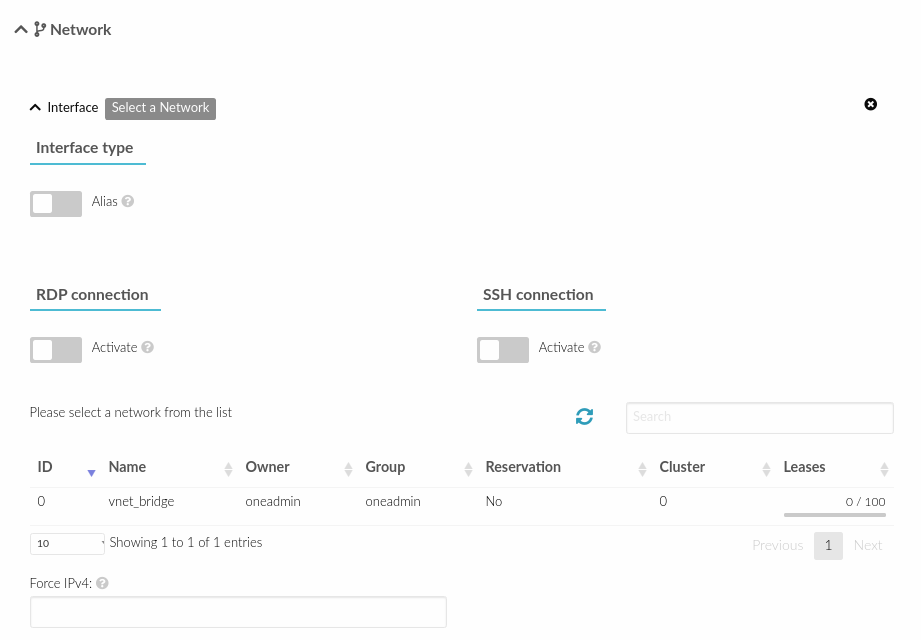 Network
Interface Select a Network
Interface type
Alias
RDP connection SSH connection
Activate Activate
Please select a network from the list Search
ID Name Owner Group Reservation Cluster Leases
0 vnet_bridge oneadmin oneadmin No 0 0 / 100
10 Showing 1 to 1 of 1 entries Previous 1 Next
Force IPv4: